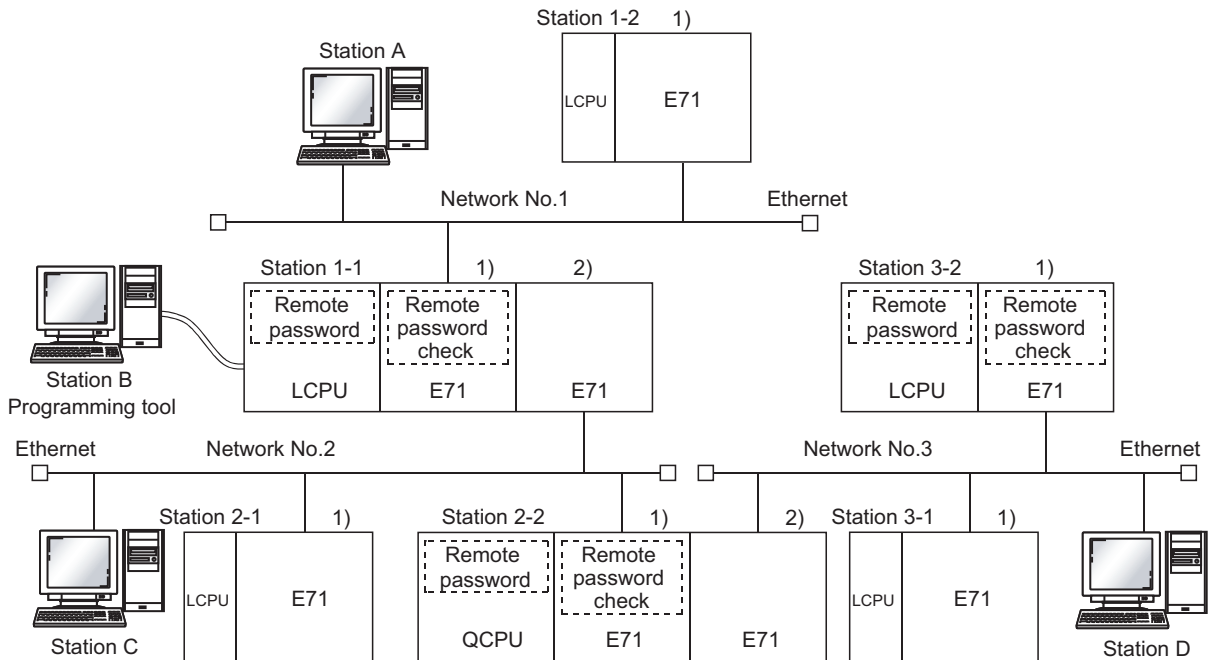 Station 1-2 1)
Station A
LCPU
E71
Network No.1
Ethernet
Station 1-1 1) 2)
Remote
password
Remote
password
check
LCPU
E71
E71
Station B
Programming tool
Station 3-2 1)
Remote
password
Remote
password
check
LCPU
E71
Ethernet
Network No.2
Network No.3
Ethernet
Station 2-1 1)
LCPU
E71
Station C
Station 2-2 1) 2)
Remote
password
Remote
password
check
QCPU
E71
E71
Station 3-1 1)
LCPU
E71
Station D